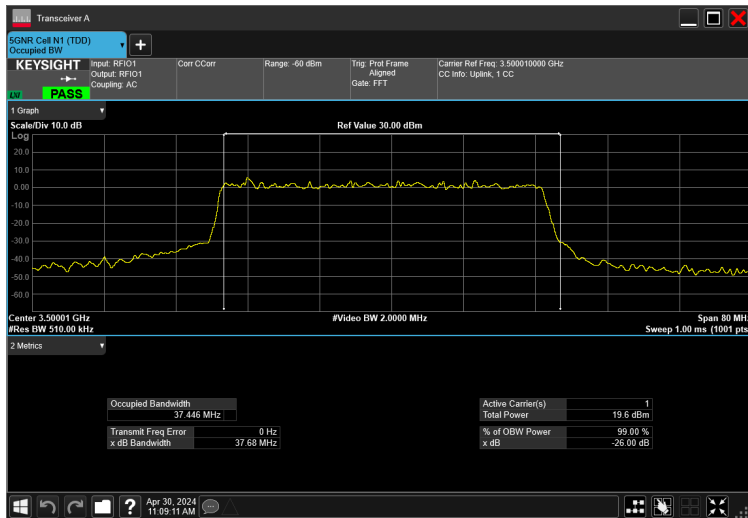 Transceiver A
5GNR Cell N1 (TDD)
Occupied BW
KEYSIGHT
Input: RFIO1
Output: RFIO1
Coupling: AC
Corr CCorr
Range: -60 dBm
Trig: Prot Frame
Aligned
Gate: FFT
Carrier Ref Freq: 3.500010000 GHz
CC Info: Uplink, 1 CC
LXI
PASS
1 Graph
Scale/Div 10.0 dB
Ref Value 30.00 dBm
Log
20.0
10.0
0.00
-10.0
-20.0
-30.0
-40.0
-50.0
-60.0
Center 3.50001 GHz
#Video BW 2.0000 MHz
Span 80 MHz
#Res BW 510.00 kHz
Sweep 1.00 ms (1001 pts
2 Metrics
Occupied Bandwidth
37.446 MHz
Transmit Freq Error 0 Hz
x dB Bandwidth 37.68 MHz
Active Carrier(s) 1
Total Power 19.6 dBm
% of OBW Power 99.00 %
x dB -26.00 dB
Apr 30, 2024
11:09:11 AM